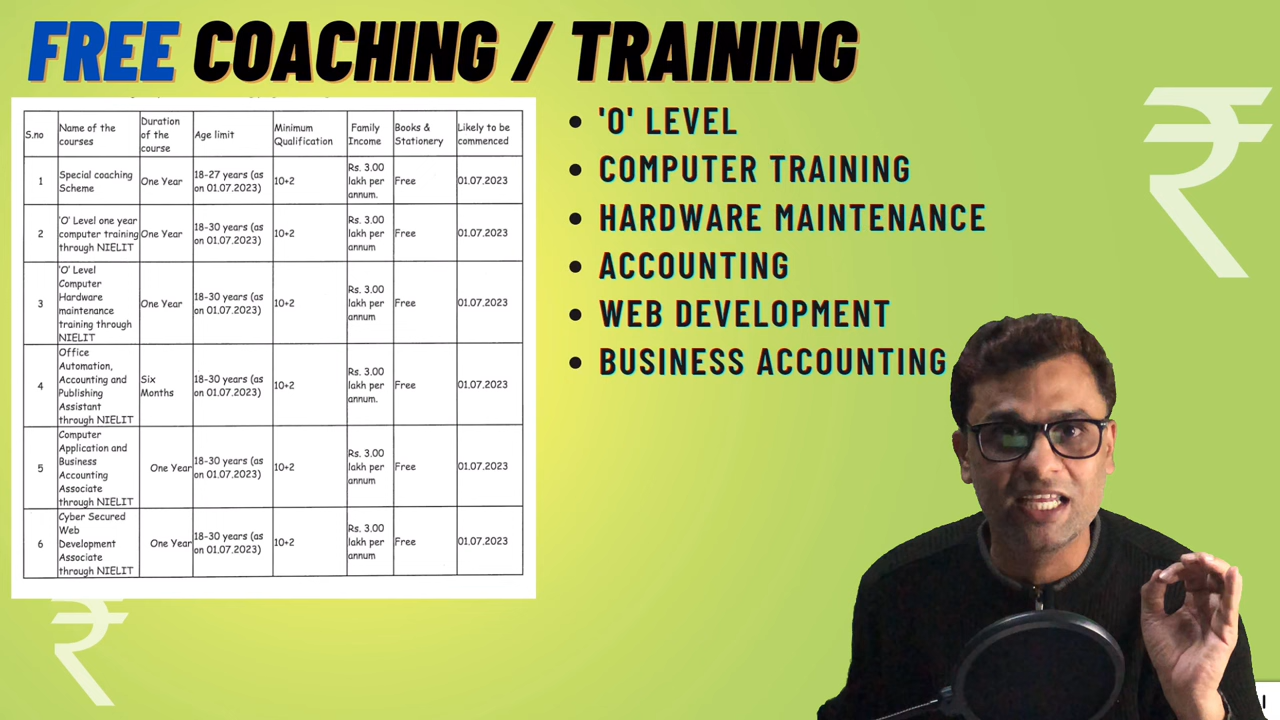 FREE COACHING / TRAINING
S.no | Name of the courses | Duration of the course | Age limit | Minimum Qualification | Family Income | Books & Stationery | Likely to be commenced
1 | Special coaching Scheme | One Year | 18-27 years (as on 01.07.2023) | 10+2 | Rs. 3.00 lakh per annum. | Free | 01.07.2023
2 | 'O' Level one year computer training through NIELIT | One Year | 18-30 years (as on 01.07.2023) | 10+2 | Rs. 3.00 lakh per annum | Free | 01.07.2023
3 | 'O' Level Computer Hardware maintenance training through NIELIT | One Year | 18-30 years (as on 01.07.2023) | 10+2 | Rs. 3.00 lakh per annum | Free | 01.07.2023
4 | Office Automation, Accounting and Publishing Assistant through NIELIT | Six Months | 18-30 years (as on 01.07.2023) | 10+2 | Rs. 3.00 lakh per annum. | Free | 01.07.2023
5 | Computer Application and Business Accounting Associate through NIELIT | One Year | 18-30 years (as on 01.07.2023) | 10+2 | Rs. 3.00 lakh per annum | Free | 01.07.2023
6 | Cyber Secured Web Development Associate through NIELIT | One Year | 18-30 years (as on 01.07.2023) | 10+2 | Rs. 3.00 lakh per annum | Free | 01.07.2023
• 'O' LEVEL
• COMPUTER TRAINING
• HARDWARE MAINTENANCE
• ACCOUNTING
• WEB DEVELOPMENT
• BUSINESS ACCOUNTING
₹
₹